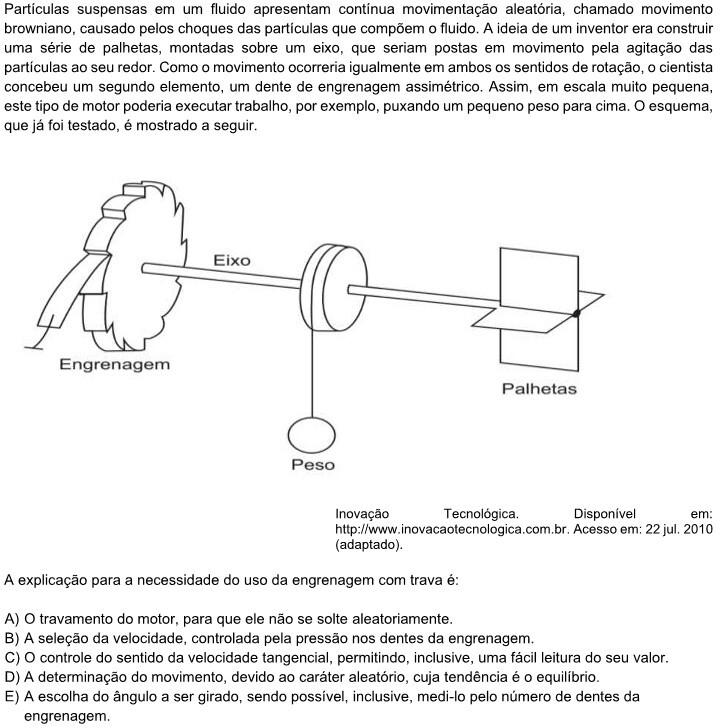 Partículas suspensas em um fluido apresentam contínua movimentação aleatória, chamado movimento
browniano, causado pelos choques das partículas que compõem o fluido. A ideia de um inventor era construir
uma série de palhetas, montadas sobre um eixo, que seriam postas em movimento pela agitação das
partículas ao seu redor. Como o movimento ocorreria igualmente em ambos os sentidos de rotação, o cientista
concebeu um segundo elemento, um dente de engrenagem assimétrico. Assim, em escala muito pequena,
este tipo de motor poderia executar trabalho, por exemplo, puxando um pequeno peso para cima. O esquema,
que já foi testado, é mostrado a seguir.
Eixo
Engrenagem
Palhetas
Peso
Inovação Tecnológica. Disponível em:
http://www.inovacaotecnologica.com.br. Acesso em: 22 jul. 2010
(adaptado).
A explicação para a necessidade do uso da engrenagem com trava é:
A) O travamento do motor, para que ele não se solte aleatoriamente.
B) A seleção da velocidade, controlada pela pressão nos dentes da engrenagem.
C) O controle do sentido da velocidade tangencial, permitindo, inclusive, uma fácil leitura do seu valor.
D) A determinação do movimento, devido ao caráter aleatório, cuja tendência é o equilíbrio.
E) A escolha do ângulo a ser girado, sendo possível, inclusive, medi-lo pelo número de dentes da
engrenagem.